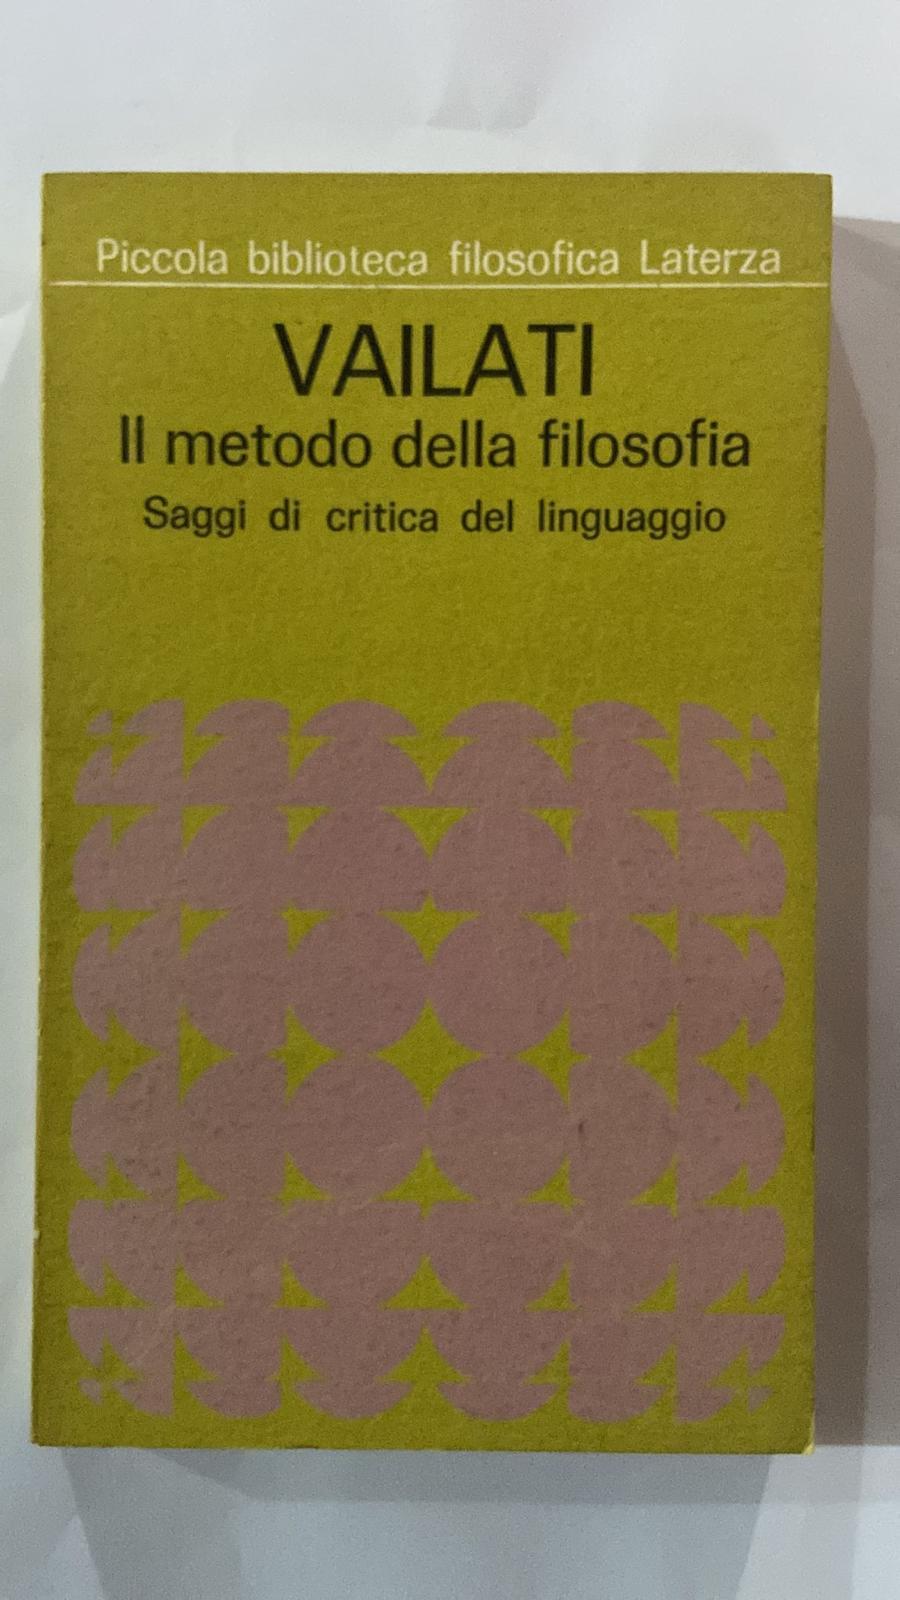 Piccola biblioteca filosofica Laterza
VAILATI
Il metodo della filosofia
Saggi di critica del linguaggio